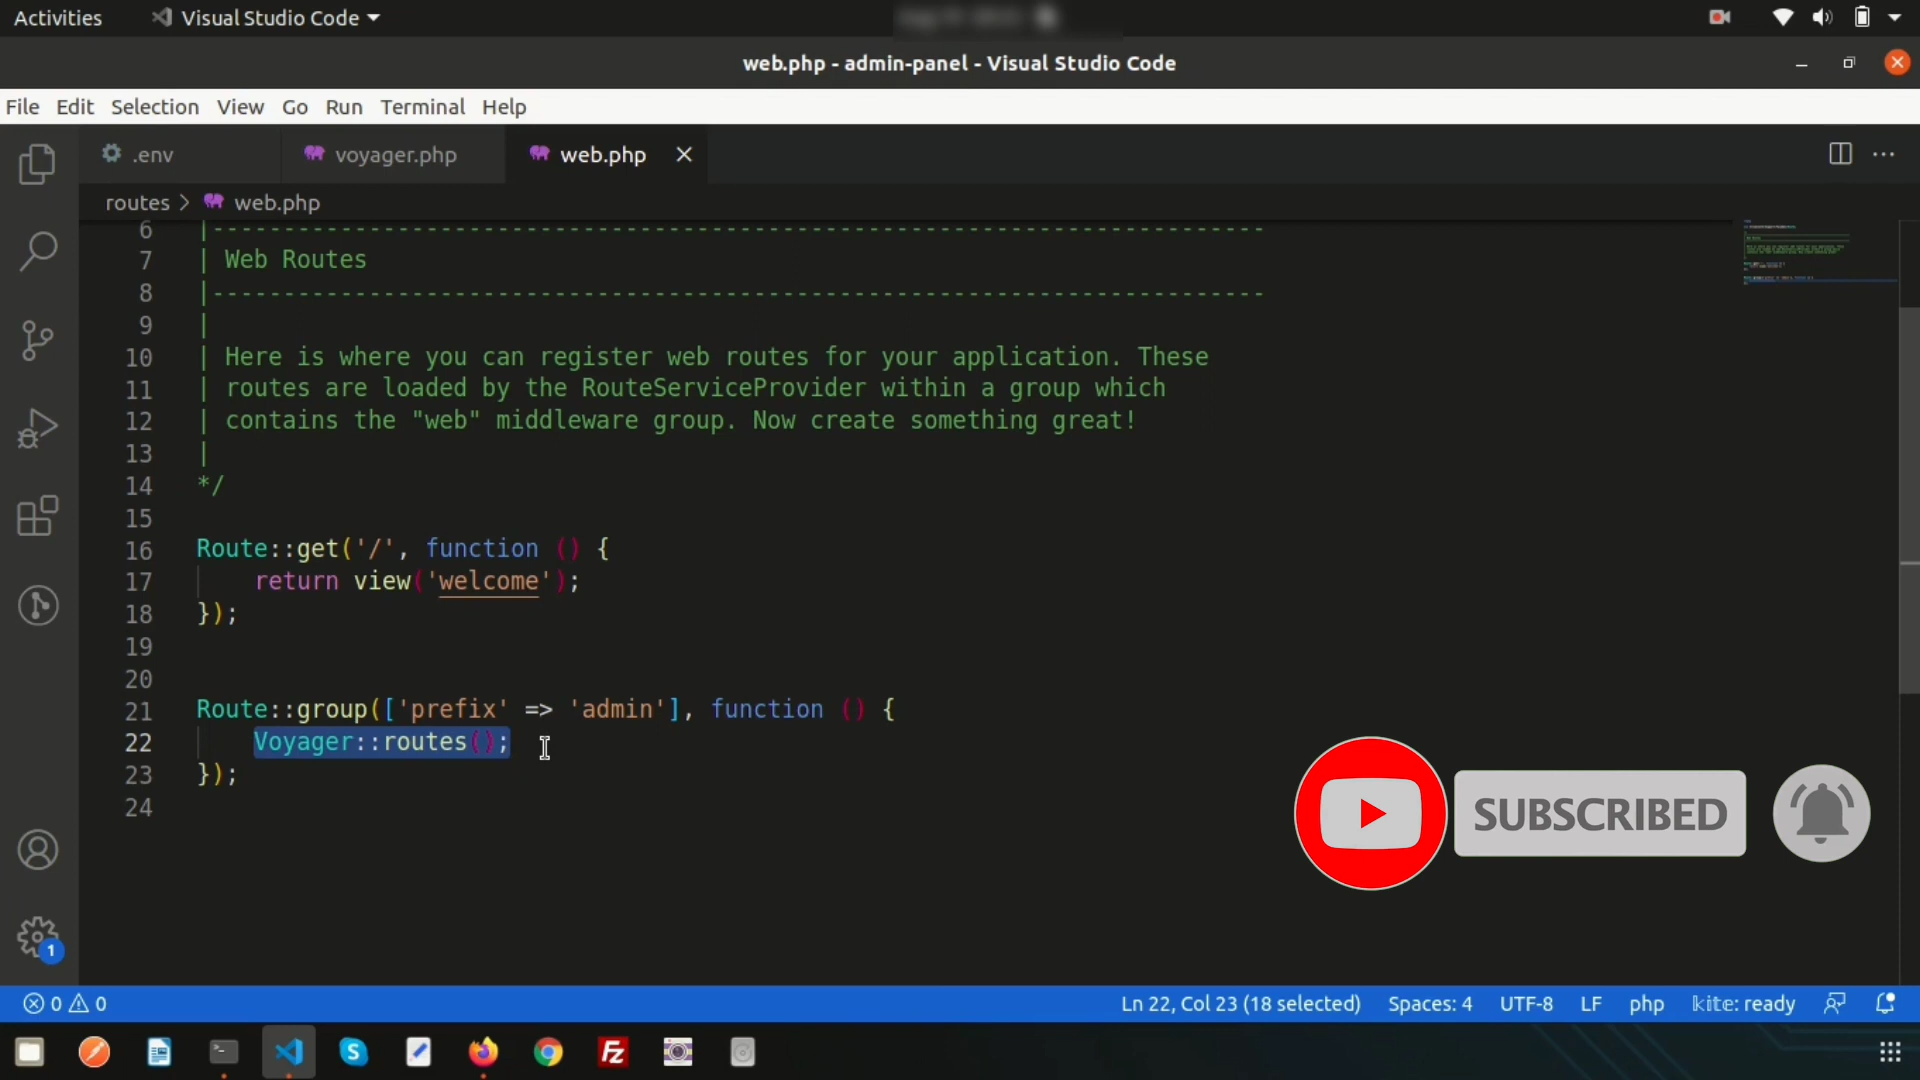 Activities Visual Studio Code
web.php - admin-panel - Visual Studio Code
File Edit Selection View Go Run Terminal Help
.env voyager.php web.php
routes > web.php
6 |--------------------------------------------------------------------------
7 | Web Routes
8 |--------------------------------------------------------------------------
9 |
10 | Here is where you can register web routes for your application. These
11 | routes are loaded by the RouteServiceProvider within a group which
12 | contains the "web" middleware group. Now create something great!
13 |
14 */
15
16 Route::get('/', function () {
17     return view('welcome');
18 });
19
20
21 Route::group(['prefix' => 'admin'], function () {
22     Voyager::routes();
23 });
24
SUBSCRIBED
1
0 0 Ln 22, Col 23 (18 selected) Spaces: 4 UTF-8 LF php kite: ready